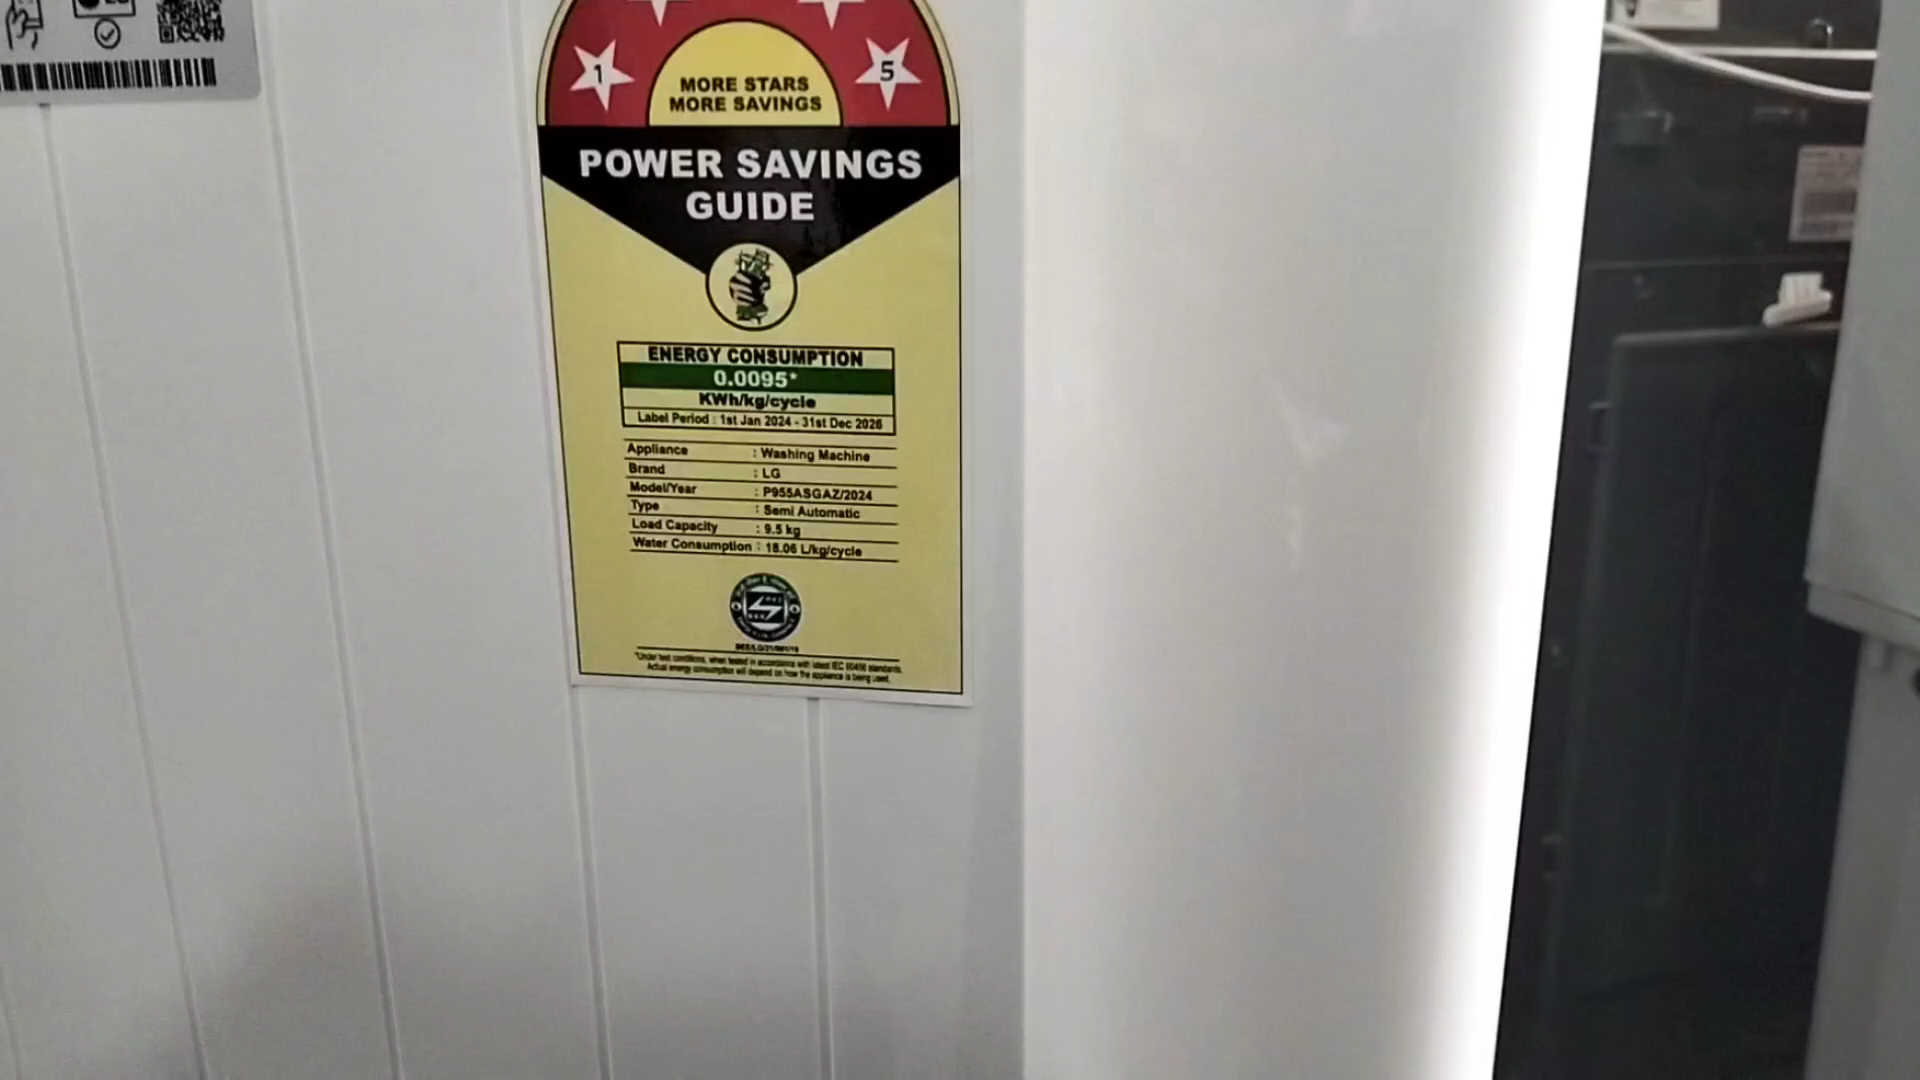 1
5
MORE STARS
MORE SAVINGS
POWER SAVINGS
GUIDE
ENERGY CONSUMPTION
0.0095*
KWh/kg/cycle
Label Period : 1st Jan 2024 - 31st Dec 2026
Appliance : Washing Machine
Brand : LG
Model/Year : P955ASGAZ/2024
Type : Semi Automatic
Load Capacity : 9.5 kg
Water Consumption : 18.06 L/kg/cycle
*Under test conditions, when tested in accordance with latest IEC 60456 standards.
Actual energy consumption will depend on how the appliance is being used.